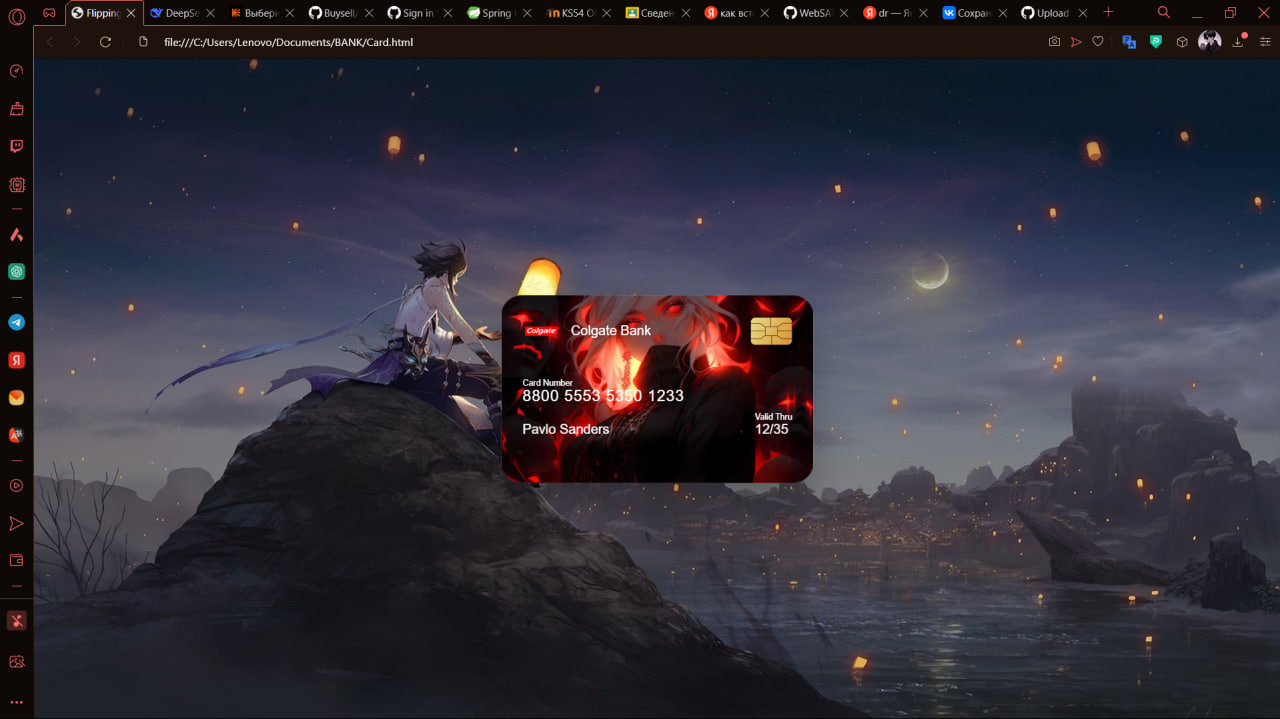 Flipping
DeepSe
Выбери
Buysell/
Sign in
Spring
KS54 O
Сведен
как вст
WebSA
dr — Я
Сохран
Upload
file:///C:/Users/Lenovo/Documents/BANK/Card.html
Colgate
Colgate Bank
Card Number
8800 5553 5350 1233
Valid Thru
Pavlo Sanders
12/35